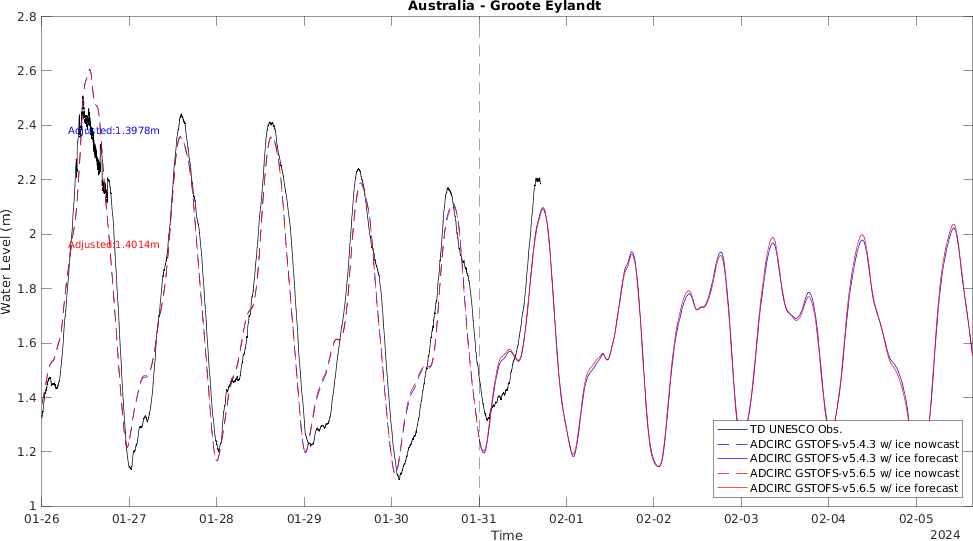 Australia - Groote Eylandt
2.8
2.6
2.4
2.2
2
1.8
1.6
1.4
1.2
1
Water Level (m)
Adjusted:1.3978m
Adjusted:1.4014m
TD UNESCO Obs.
ADCIRC GSTOFS-v5.4.3 w/ ice nowcast
ADCIRC GSTOFS-v5.4.3 w/ ice forecast
ADCIRC GSTOFS-v5.6.5 w/ ice nowcast
ADCIRC GSTOFS-v5.6.5 w/ ice forecast
01-26 01-27 01-28 01-29 01-30 01-31 02-01 02-02 02-03 02-04 02-05
Time
2024